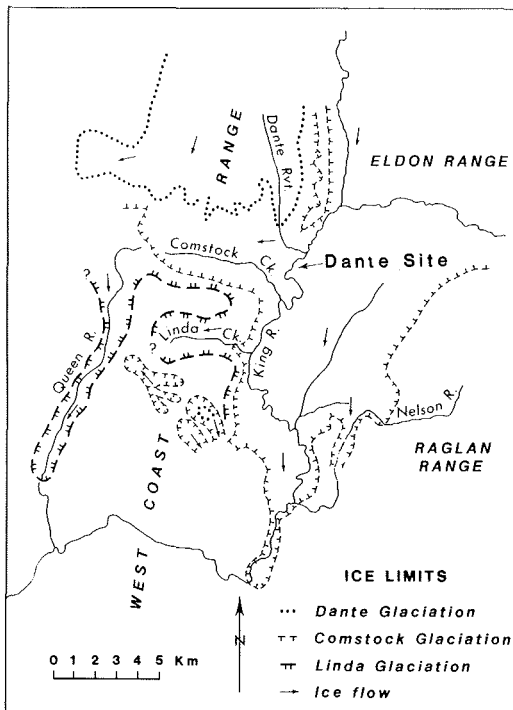 Dante Rvt.
ELDON RANGE
WEST COAST RANGE
Comstock Ck
Dante Site
?
Queen R.
Linda Ck.
?
King R.
Nelson R.
RAGLAN RANGE
ICE LIMITS
Dante Glaciation
Comstock Glaciation
Linda Glaciation
Ice flow
N
0 1 2 3 4 5 Km